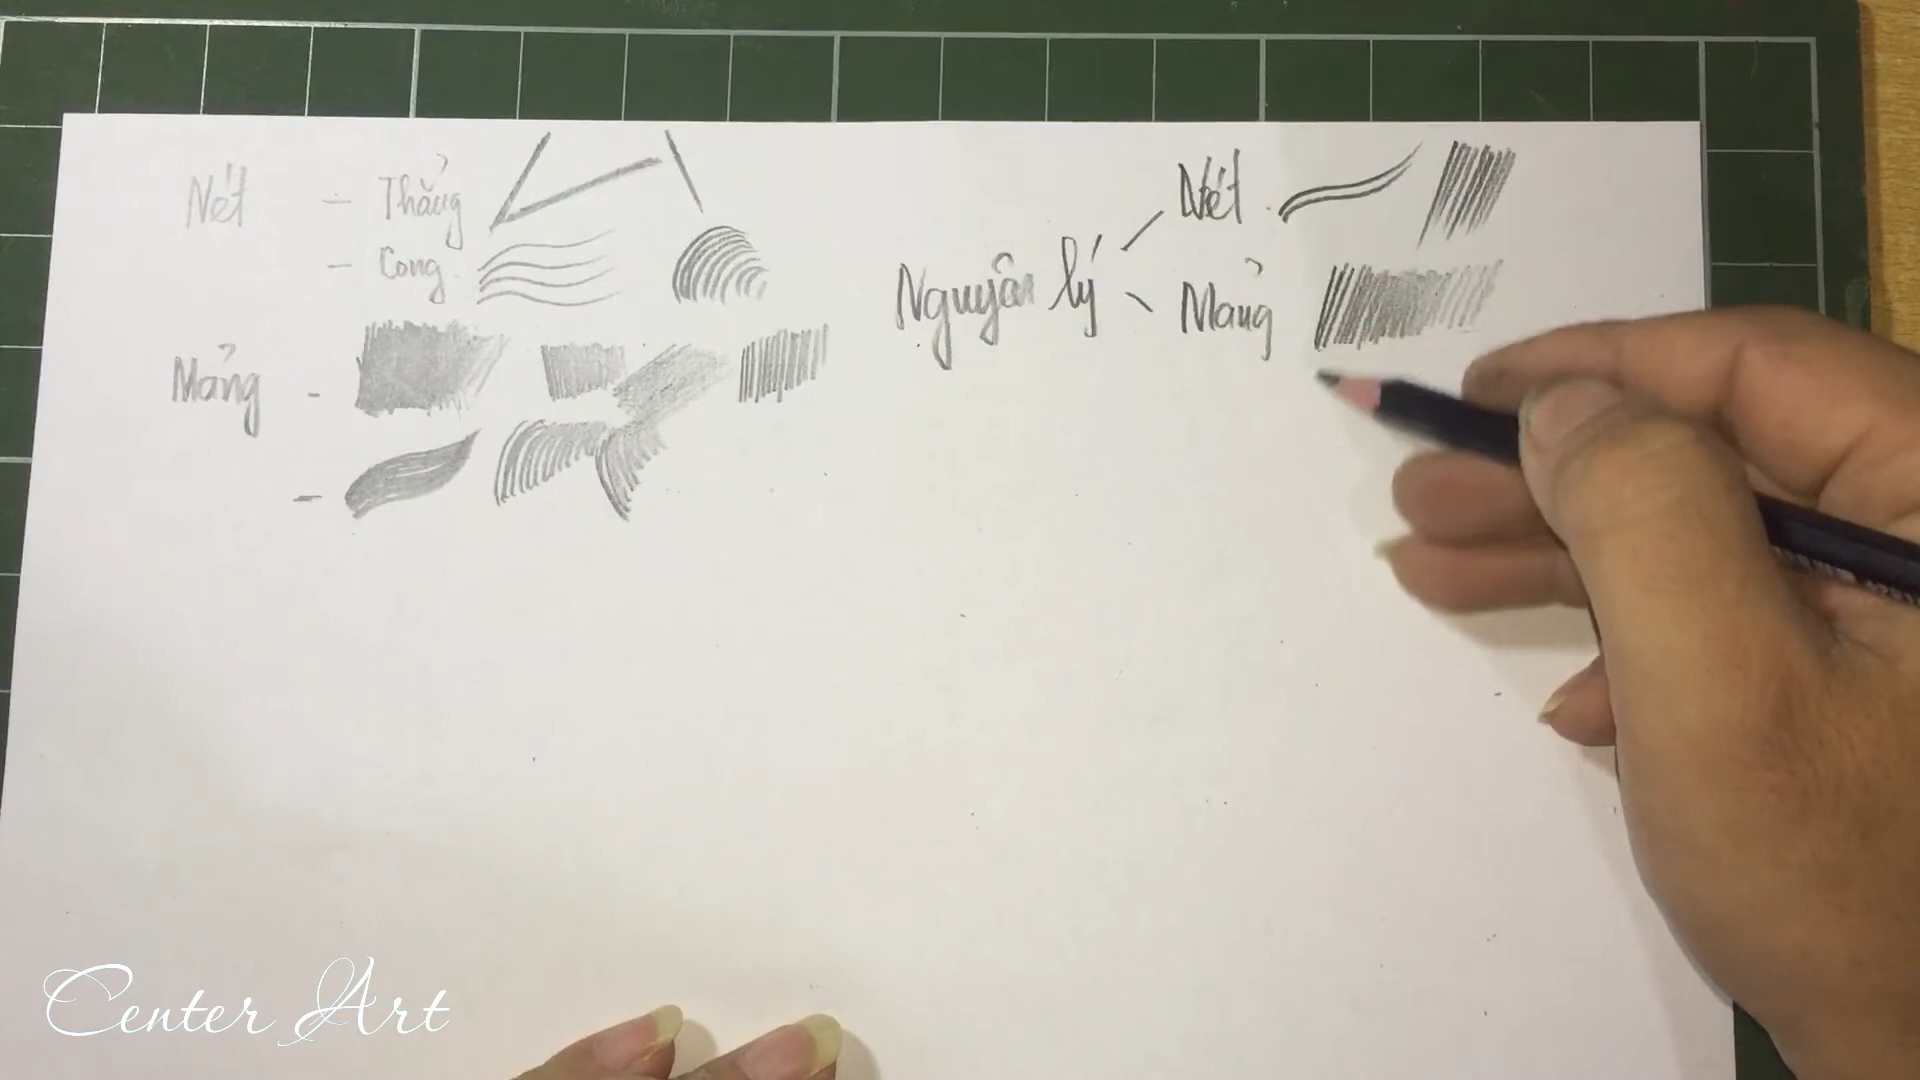 Nét - Thẳng
- Cong.
Mảng -
-
Nguyên lý
Nét.
Mảng
Center Art